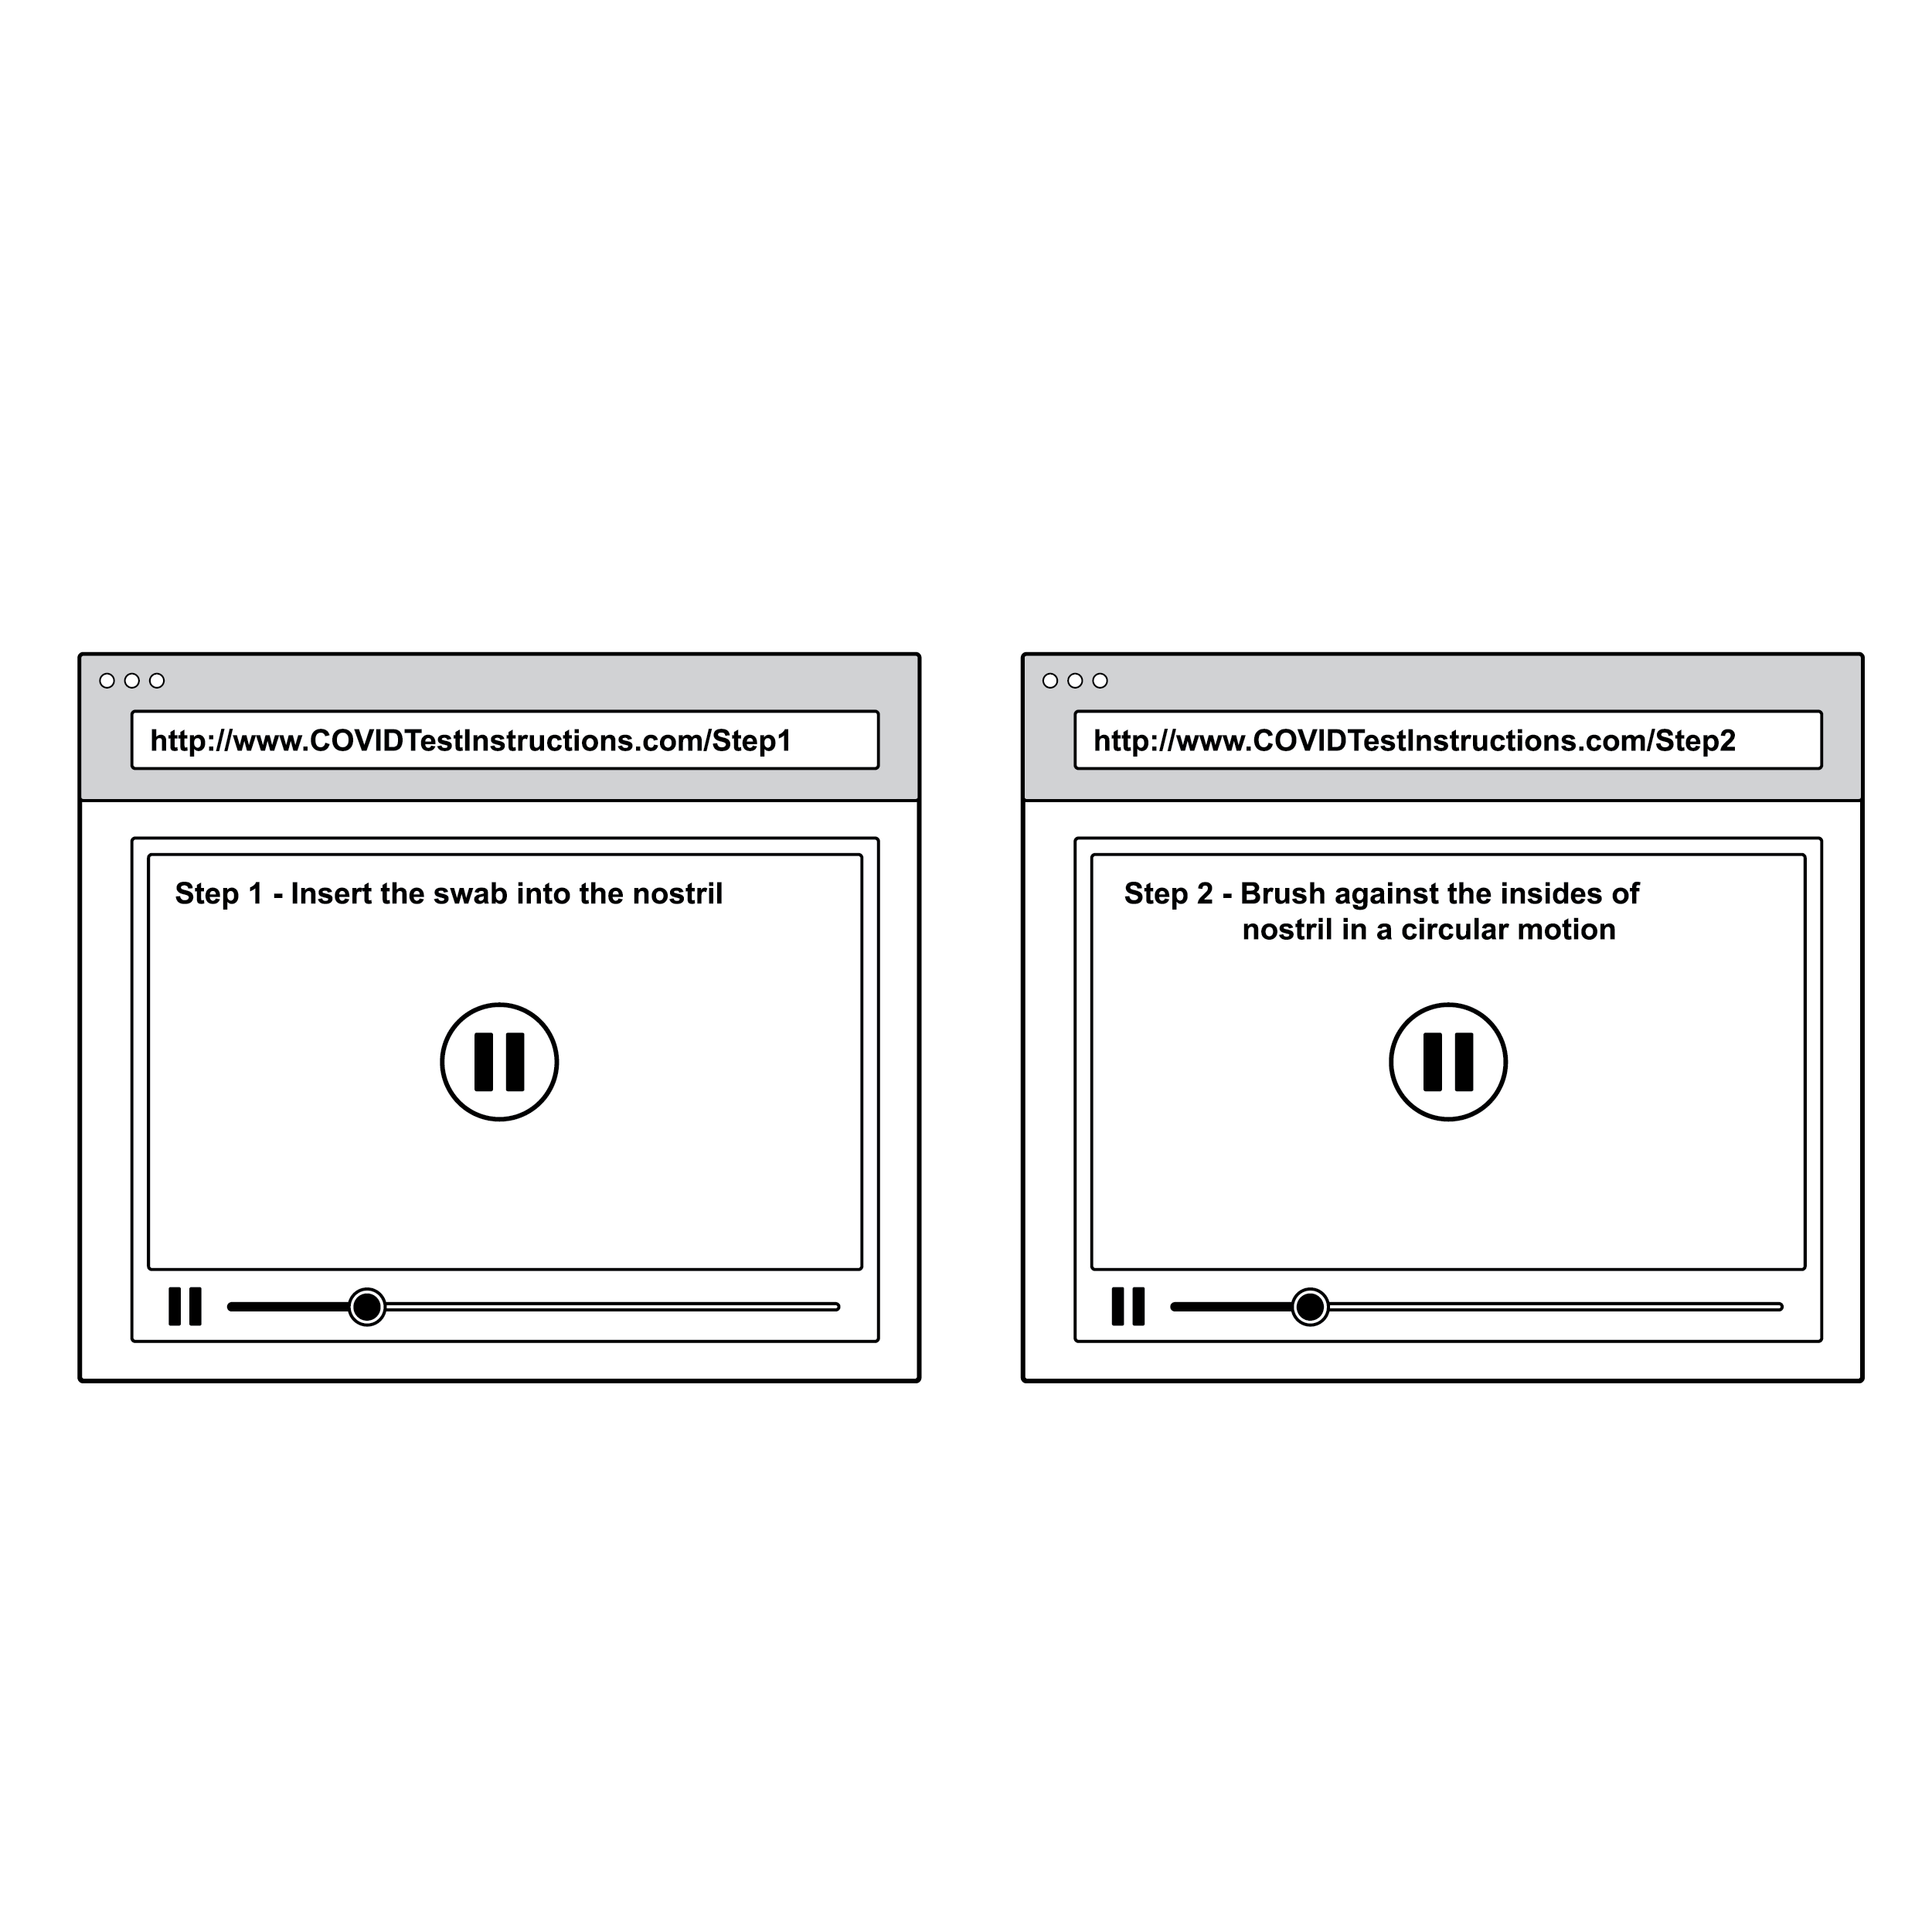 http://www.COVIDTestInstructions.com/Step1
Step 1 - Insert the swab into the nostril
http://www.COVIDTestInstructions.com/Step2
Step 2 - Brush against the insides of
nostril in a circular motion